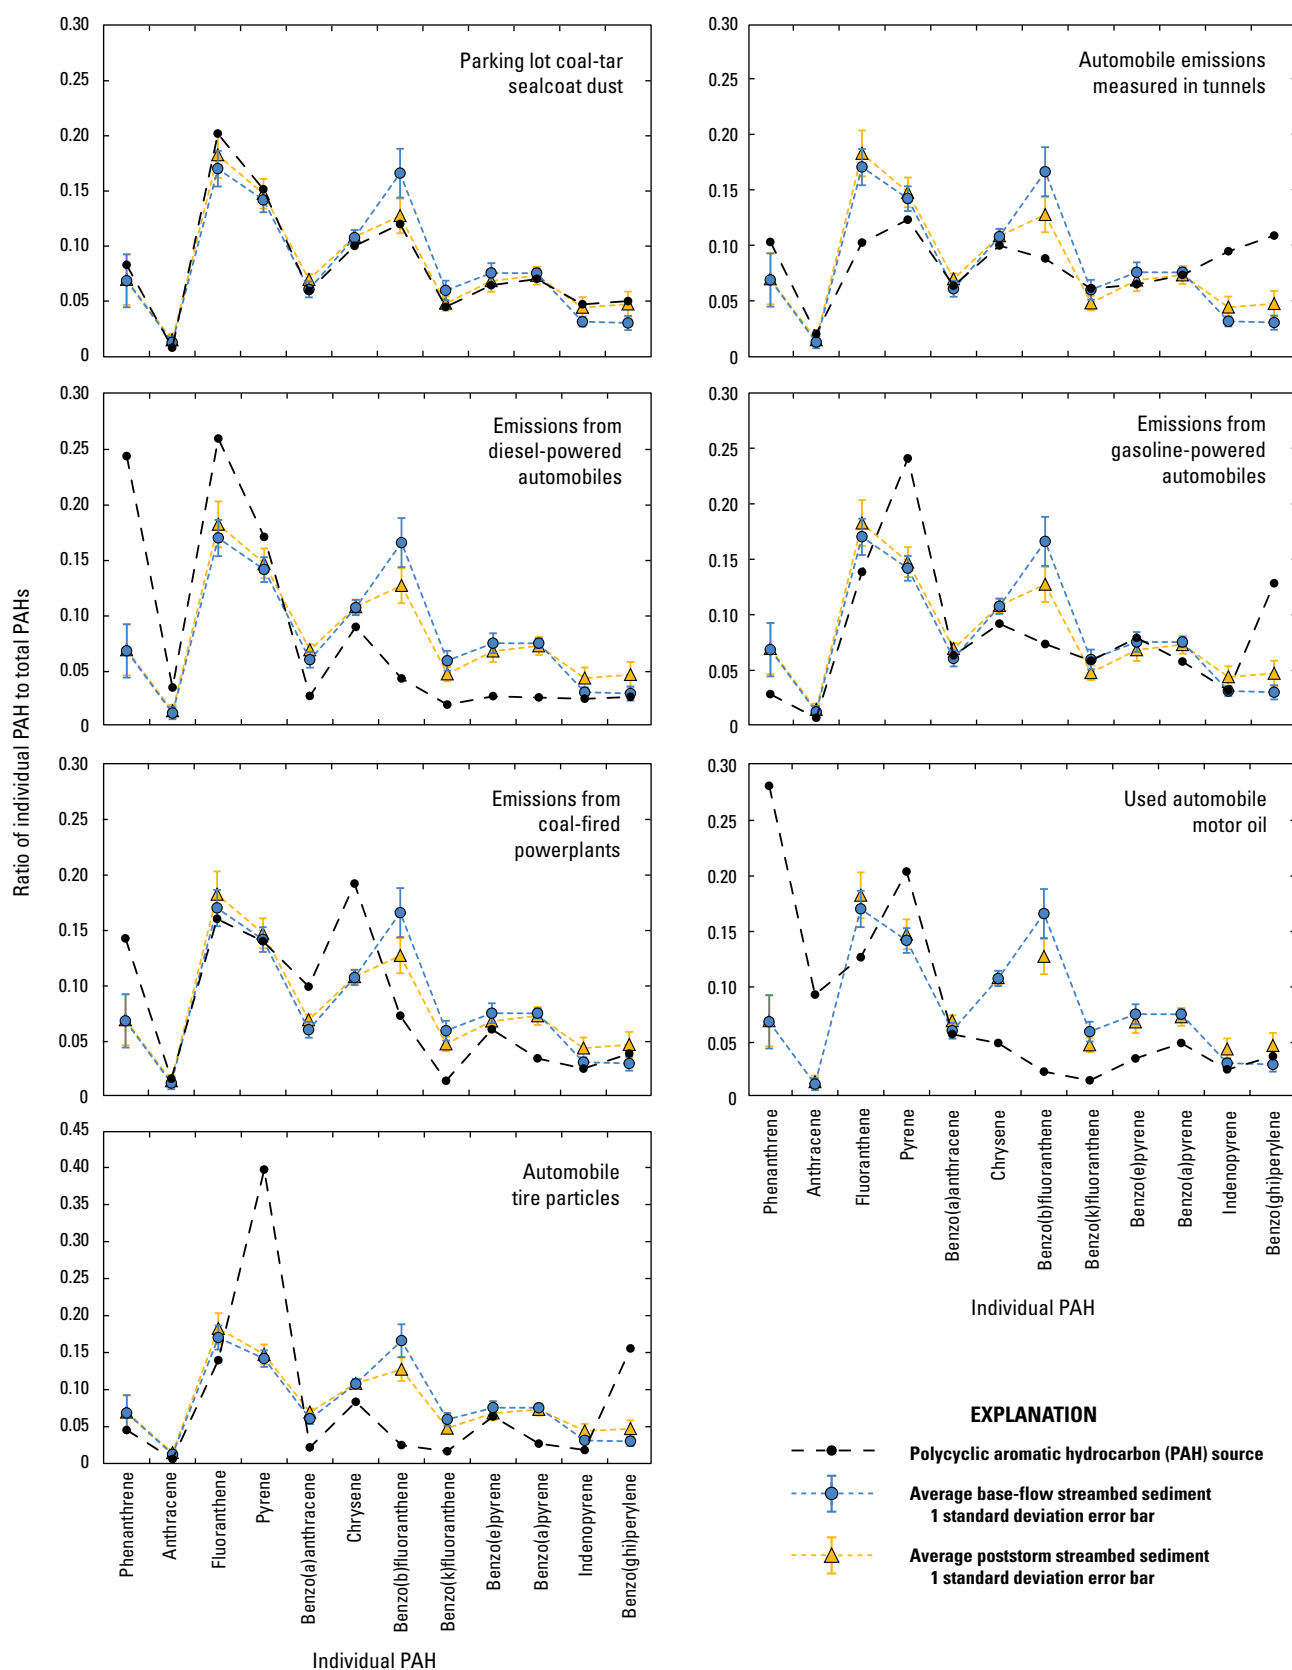 Ratio of individual PAH to total PAHs
0.30
0.25
0.20
0.15
0.10
0.05
0
Parking lot coal-tar
sealcoat dust
0.30
0.25
0.20
0.15
0.10
0.05
0
Automobile emissions
measured in tunnels
0.30
0.25
0.20
0.15
0.10
0.05
0
Emissions from
diesel-powered
automobiles
0.30
0.25
0.20
0.15
0.10
0.05
0
Emissions from
gasoline-powered
automobiles
0.30
0.25
0.20
0.15
0.10
0.05
0
Emissions from
coal-fired
powerplants
0.30
0.25
0.20
0.15
0.10
0.05
0
Used automobile
motor oil
Phenanthrene
Anthracene
Fluoranthene
Pyrene
Benzo(a)anthracene
Chrysene
Benzo(b)fluoranthene
Benzo(k)fluoranthene
Benzo(e)pyrene
Benzo(a)pyrene
Indenopyrene
Benzo(ghi)perylene
Individual PAH
0.45
0.40
0.35
0.30
0.25
0.20
0.15
0.10
0.05
0
Automobile
tire particles
Phenanthrene
Anthracene
Fluoranthene
Pyrene
Benzo(a)anthracene
Chrysene
Benzo(b)fluoranthene
Benzo(k)fluoranthene
Benzo(e)pyrene
Benzo(a)pyrene
Indenopyrene
Benzo(ghi)perylene
Individual PAH
EXPLANATION
Polycyclic aromatic hydrocarbon (PAH) source
Average base-flow streambed sediment
1 standard deviation error bar
Average poststorm streambed sediment
1 standard deviation error bar